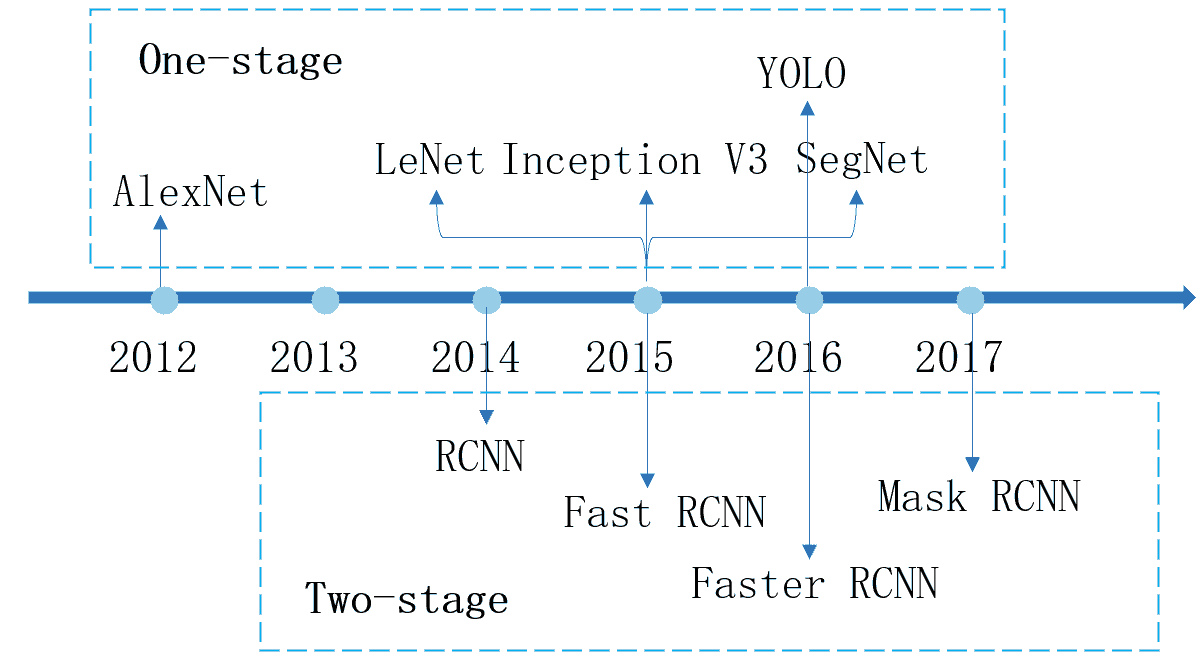 One-stage
YOLO
LeNet Inception V3 SegNet
AlexNet
2012 2013 2014 2015 2016 2017
RCNN
Fast RCNN
Mask RCNN
Faster RCNN
Two-stage